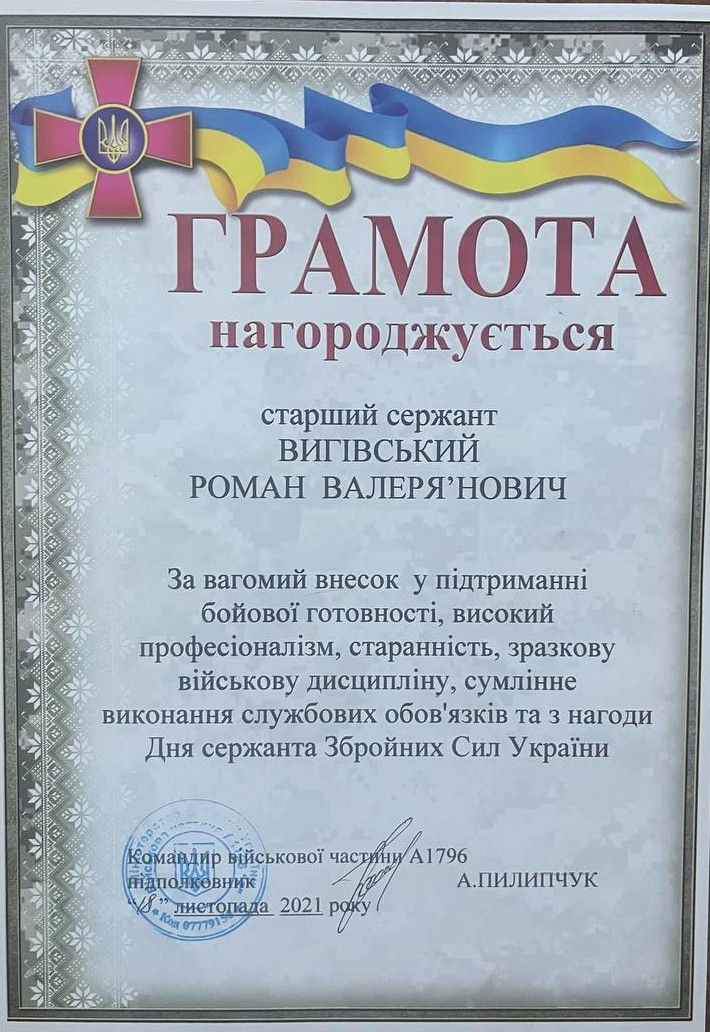 ГРАМОТА
нагороджується
старший сержант
ВИГІВСЬКИЙ
РОМАН ВАЛЕРЯ’НОВИЧ
За вагомий внесок у підтриманні
бойової готовності, високий
професіоналізм, старанність, зразкову
військову дисципліну, сумлінне
виконання службових обов'язків та з нагоди
Дня сержанта Збройних Сил України
Командир військової частини А1796
підполковник А.ПИЛИПЧУК
“18” листопада 2021 року